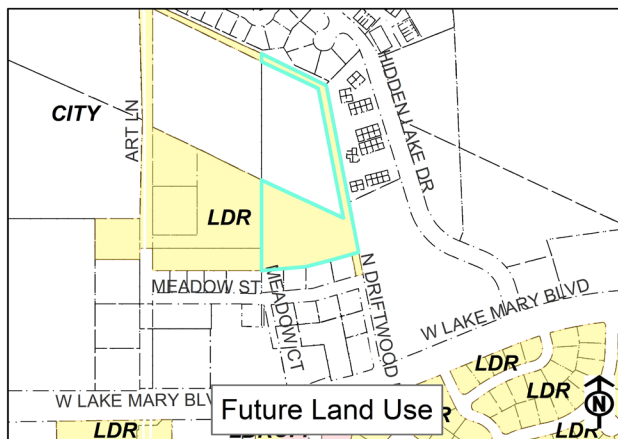 HIDDEN LAKE DR
CITY
ART LN
LDR
MEADOW ST
MEADOW CT
N DRIFTWOOD
W LAKE MARY BLVD
LDR
LDR
W LAKE MARY BLV
LDR
LDR
Future Land Use
N